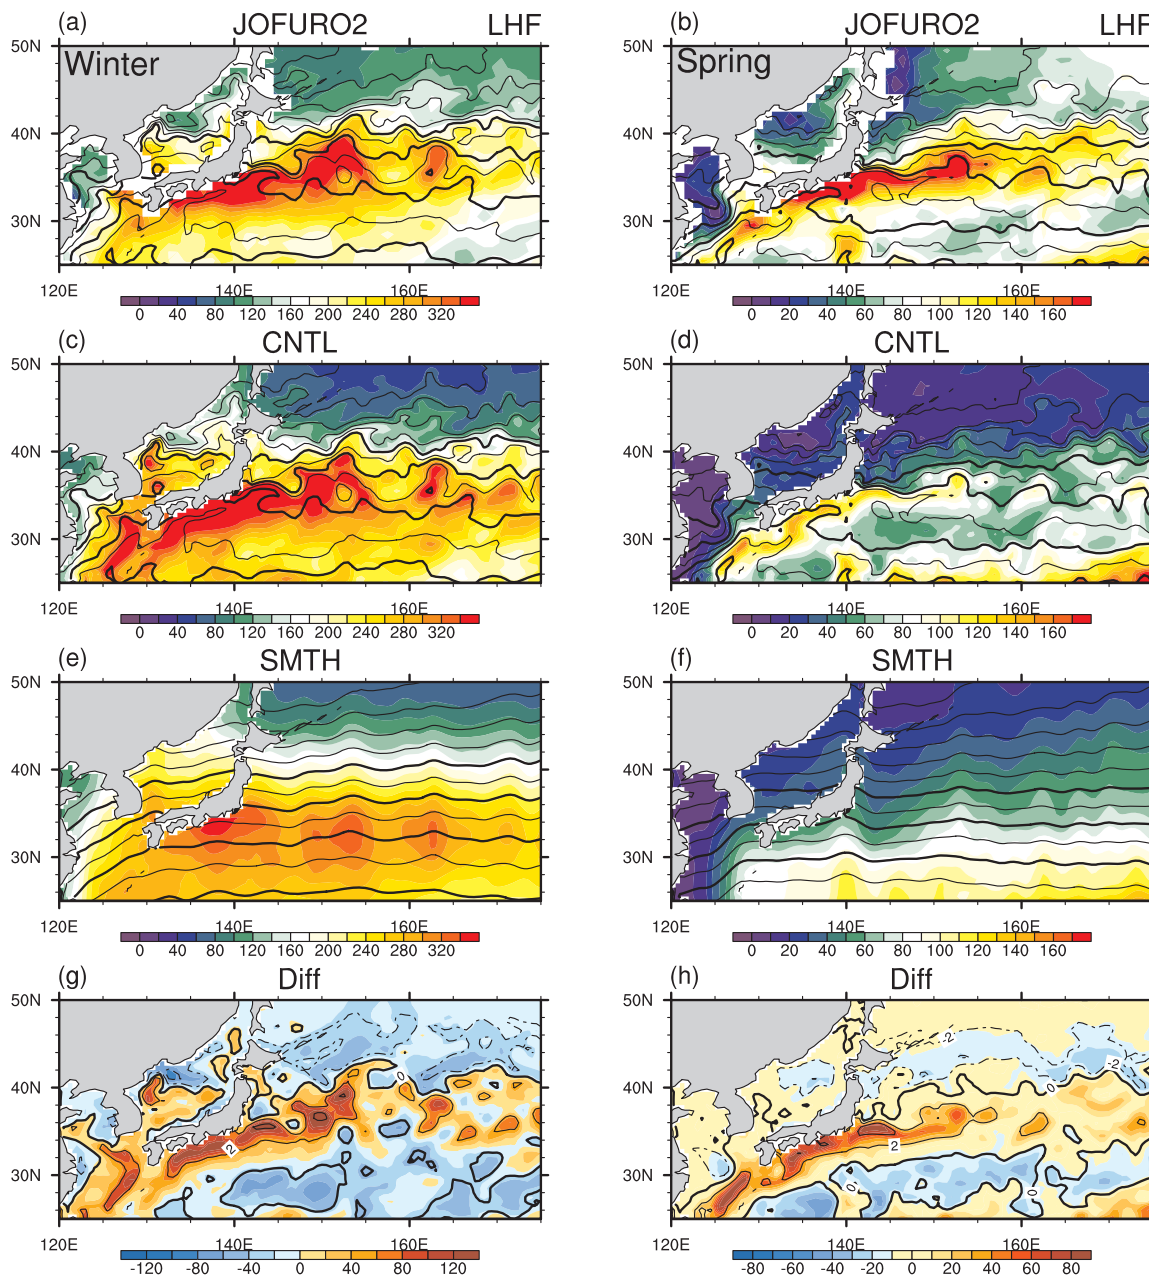 (a) JOFURO2 LHF
(b) JOFURO2 LHF
Winter
Spring
50N
40N
30N
120E 140E 160E
0 40 80 120 160 200 240 280 320
50N
40N
30N
120E 140E 160E
0 20 40 60 80 100 120 140 160
(c) CNTL
(d) CNTL
50N
40N
30N
120E 140E 160E
0 40 80 120 160 200 240 280 320
50N
40N
30N
120E 140E 160E
0 20 40 60 80 100 120 140 160
(e) SMTH
(f) SMTH
50N
40N
30N
120E 140E 160E
0 40 80 120 160 200 240 280 320
50N
40N
30N
120E 140E 160E
0 20 40 60 80 100 120 140 160
(g) Diff
(h) Diff
50N
40N
30N
0
2
120E 140E 160E
-120 -80 -40 0 40 80 120
50N
40N
30N
-2
-2
0
2
0
0
120E 140E 160E
-80 -60 -40 -20 0 20 40 60 80